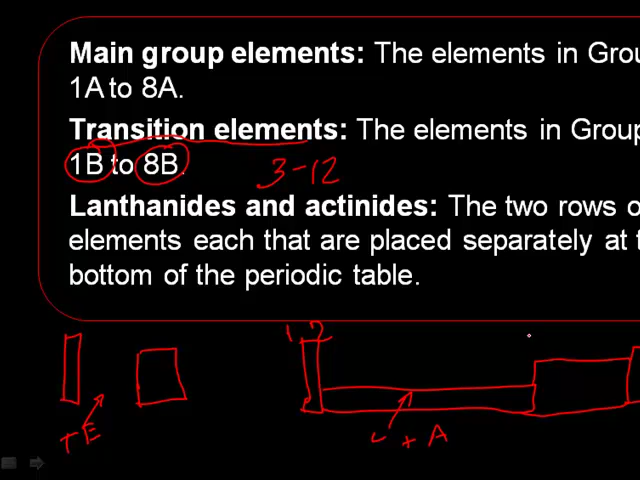 Main group elements: The elements in Grou
1A to 8A.
Transition elements: The elements in Group
1B to 8B.
3-12
Lanthanides and actinides: The two rows o
elements each that are placed separately at t
bottom of the periodic table.
1 2
TE
L + A